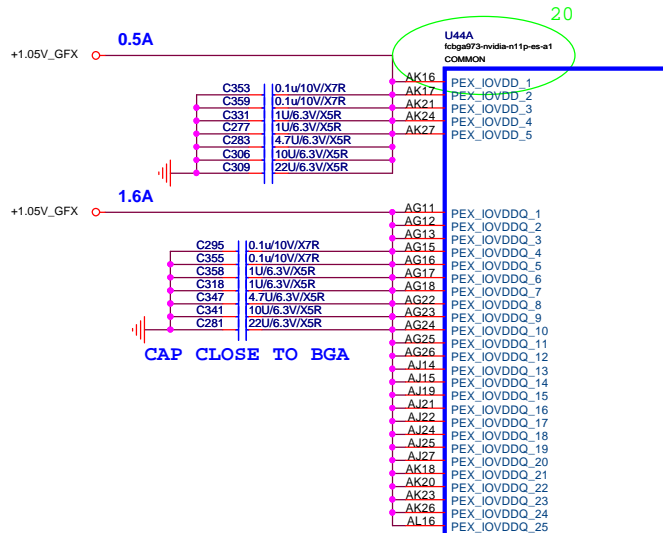 20
U44A
fcbga973-nvidia-n11p-es-a1
COMMON
+1.05V_GFX
0.5A
AK16 PEX_IOVDD_1
AK17 PEX_IOVDD_2
AK21 PEX_IOVDD_3
AK24 PEX_IOVDD_4
AK27 PEX_IOVDD_5
C353 0.1u/10V/X7R
C359 0.1u/10V/X7R
C331 1U/6.3V/X5R
C277 1U/6.3V/X5R
C283 4.7U/6.3V/X5R
C306 10U/6.3V/X5R
C309 22U/6.3V/X5R
+1.05V_GFX
1.6A
C295 0.1u/10V/X7R
C355 0.1u/10V/X7R
C358 1U/6.3V/X5R
C318 1U/6.3V/X5R
C347 4.7U/6.3V/X5R
C341 10U/6.3V/X5R
C281 22U/6.3V/X5R
CAP CLOSE TO BGA
AG11 PEX_IOVDDQ_1
AG12 PEX_IOVDDQ_2
AG13 PEX_IOVDDQ_3
AG15 PEX_IOVDDQ_4
AG16 PEX_IOVDDQ_5
AG17 PEX_IOVDDQ_6
AG18 PEX_IOVDDQ_7
AG22 PEX_IOVDDQ_8
AG23 PEX_IOVDDQ_9
AG24 PEX_IOVDDQ_10
AG25 PEX_IOVDDQ_11
AG26 PEX_IOVDDQ_12
AJ14 PEX_IOVDDQ_13
AJ15 PEX_IOVDDQ_14
AJ19 PEX_IOVDDQ_15
AJ21 PEX_IOVDDQ_16
AJ22 PEX_IOVDDQ_17
AJ24 PEX_IOVDDQ_18
AJ25 PEX_IOVDDQ_19
AJ27 PEX_IOVDDQ_20
AK18 PEX_IOVDDQ_21
AK20 PEX_IOVDDQ_22
AK23 PEX_IOVDDQ_23
AK26 PEX_IOVDDQ_24
AL16 PEX_IOVDDQ_25